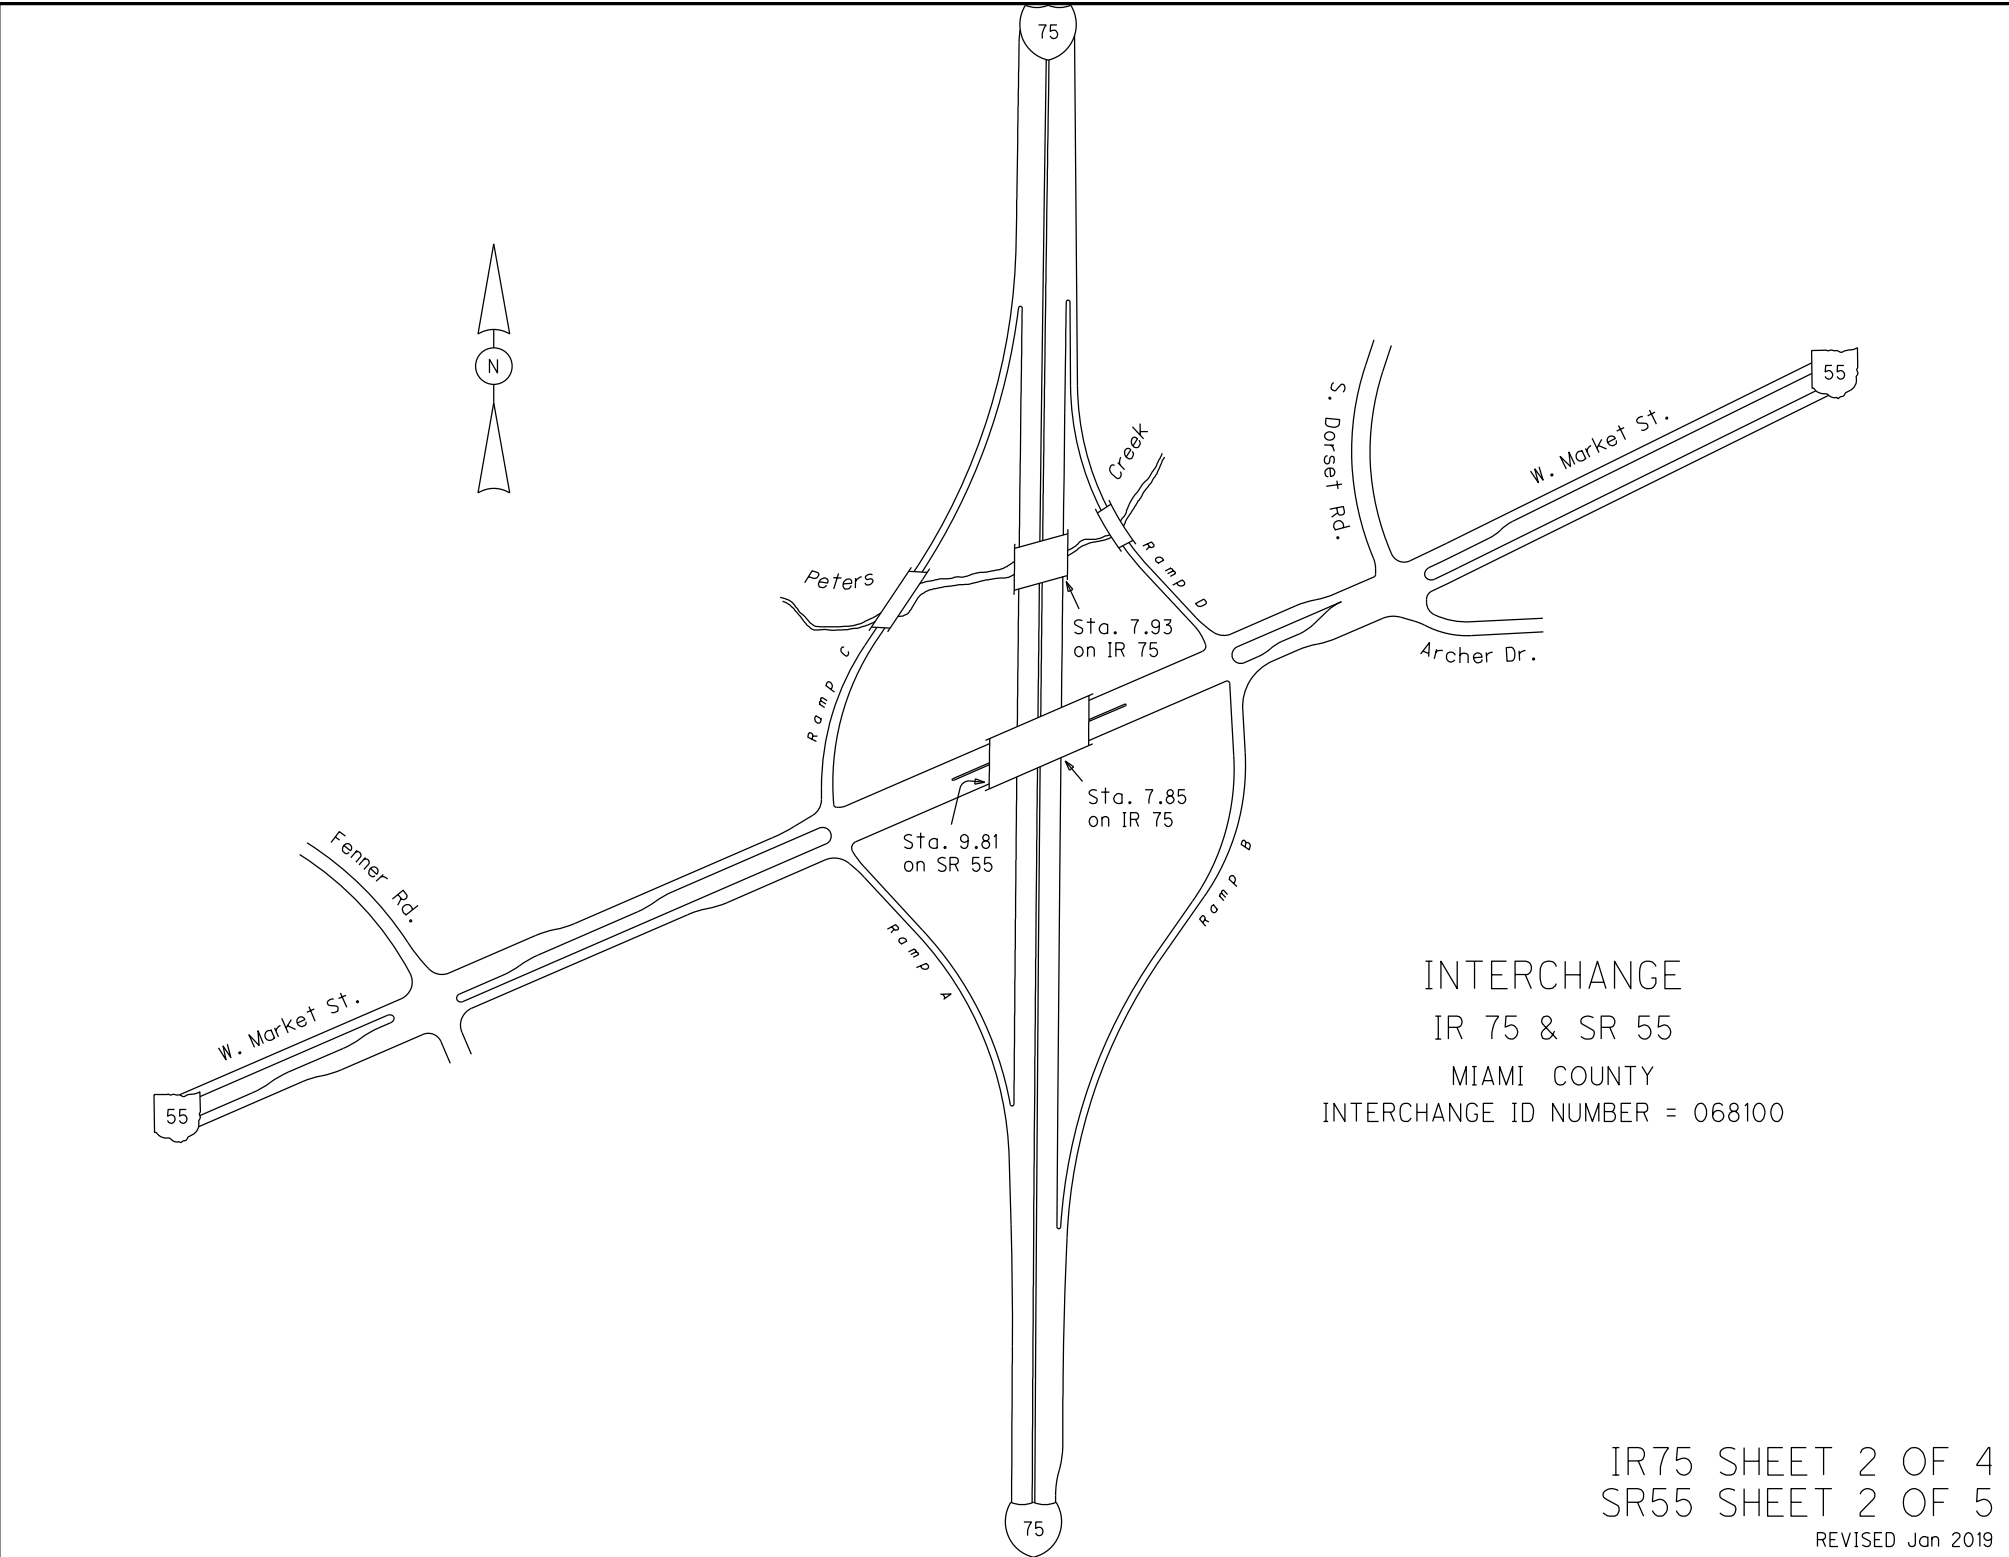 75
N
S. Dorset Rd.
55
W. Market St.
Creek
Peters
Ramp D
Sta. 7.93
on IR 75
Ramp C
Archer Dr.
Sta. 7.85
on IR 75
Sta. 9.81
on SR 55
Fenner Rd.
Ramp B
Ramp A
W. Market St.
55
INTERCHANGE
IR 75 & SR 55
MIAMI COUNTY
INTERCHANGE ID NUMBER = 068100
75
IR75 SHEET 2 OF 4
SR55 SHEET 2 OF 5
REVISED Jan 2019